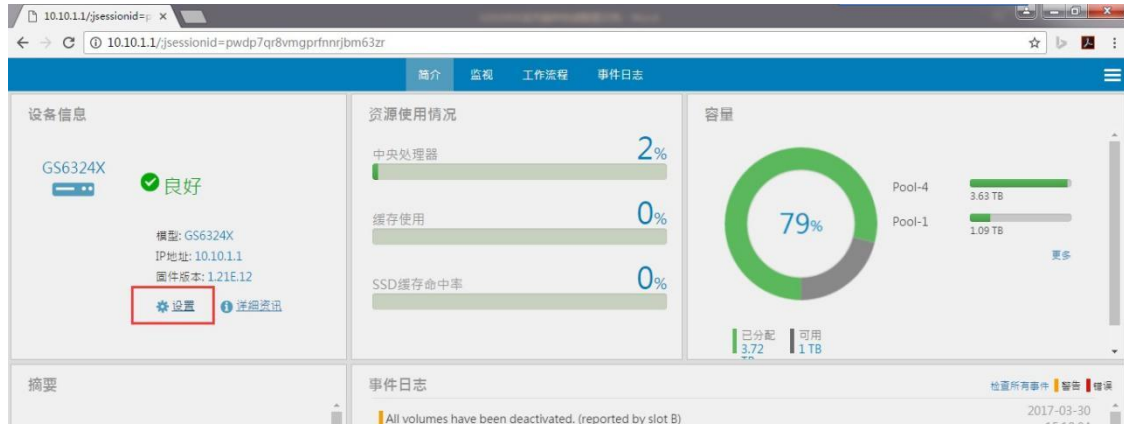 10.10.1.1/;jsessionid=p
10.10.1.1/;jsessionid=pwdp7qr8vmgprfnnrjbm63zr
简介 监视 工作流程 事件日志
设备信息
GS6324X
良好
模型: GS6324X
IP地址: 10.10.1.1
固件版本: 1.21E.12
设置 详细资讯
资源使用情况
中央处理器 2%
缓存使用 0%
SSD缓存命中率 0%
容量
79%
Pool-4 3.63 TB
Pool-1 1.09 TB
更多
已分配 可用
3.72 1 TB
TB
摘要
事件日志
检查所有事件 警告 错误
All volumes have been deactivated. (reported by slot B)
2017-03-30